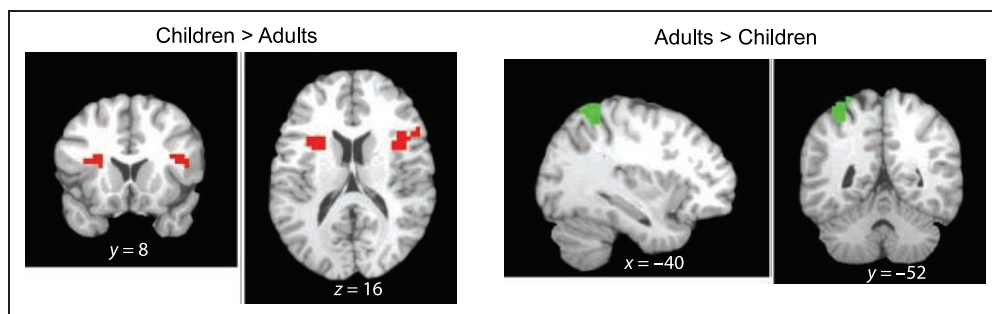 Children > Adults
Adults > Children
y = 8
z = 16
x = –40
y = –52